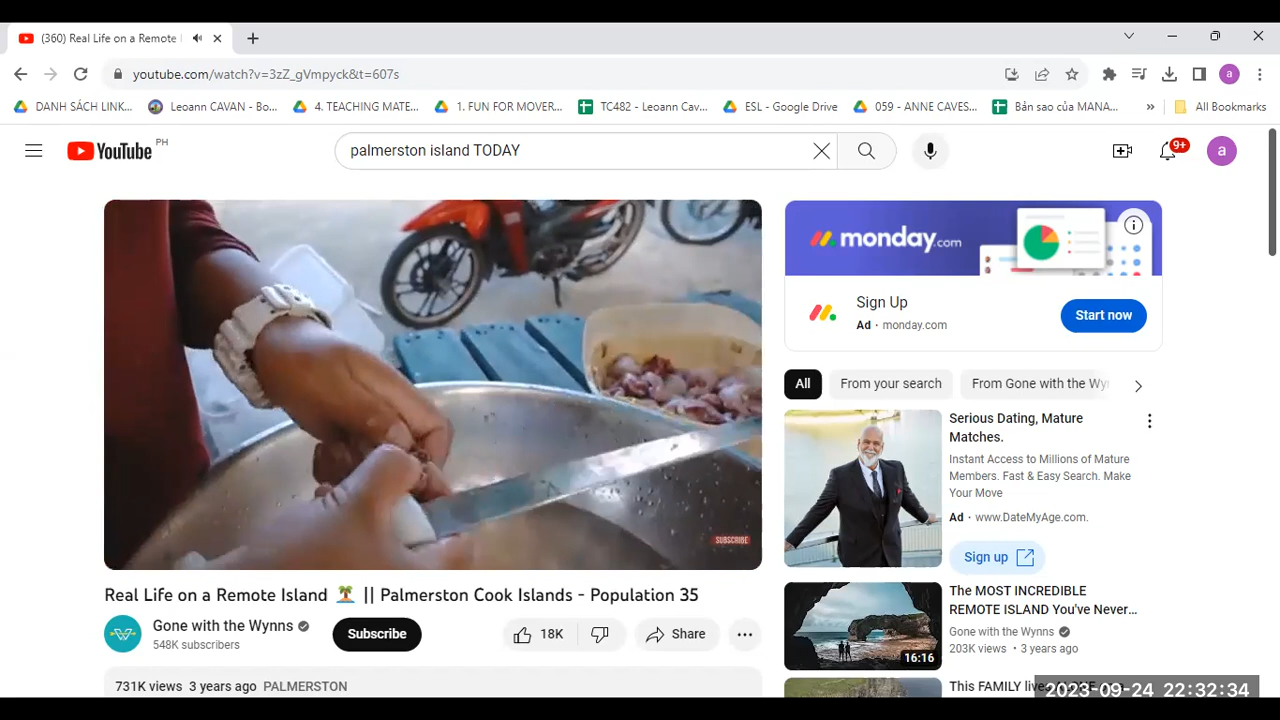 (360) Real Life on a Remote
youtube.com/watch?v=3zZ_gVmpyck&t=607s
DANH SÁCH LINK...
Leoann CAVAN - Bo...
4. TEACHING MATE...
1. FUN FOR MOVER...
TC482 - Leoann Cav...
ESL - Google Drive
059 - ANNE CAVES...
Bản sao của MANA...
»
All Bookmarks
a
YouTube PH
palmerston island TODAY
9+
a
monday.com
Sign Up
Ad · monday.com
Start now
All
From your search
From Gone with the Wyn
SUBSCRIBE
Serious Dating, Mature
Matches.
Instant Access to Millions of Mature
Members. Fast & Easy Search. Make
Your Move
Ad · www.DateMyAge.com.
Sign up
Real Life on a Remote Island 🏝️ || Palmerston Cook Islands - Population 35
Gone with the Wynns
548K subscribers
Subscribe
18K
Share
731K views 3 years ago PALMERSTON
The MOST INCREDIBLE
REMOTE ISLAND You've Never...
Gone with the Wynns
203K views · 3 years ago
16:16
This FAMILY
2023-09-24 22:32:34